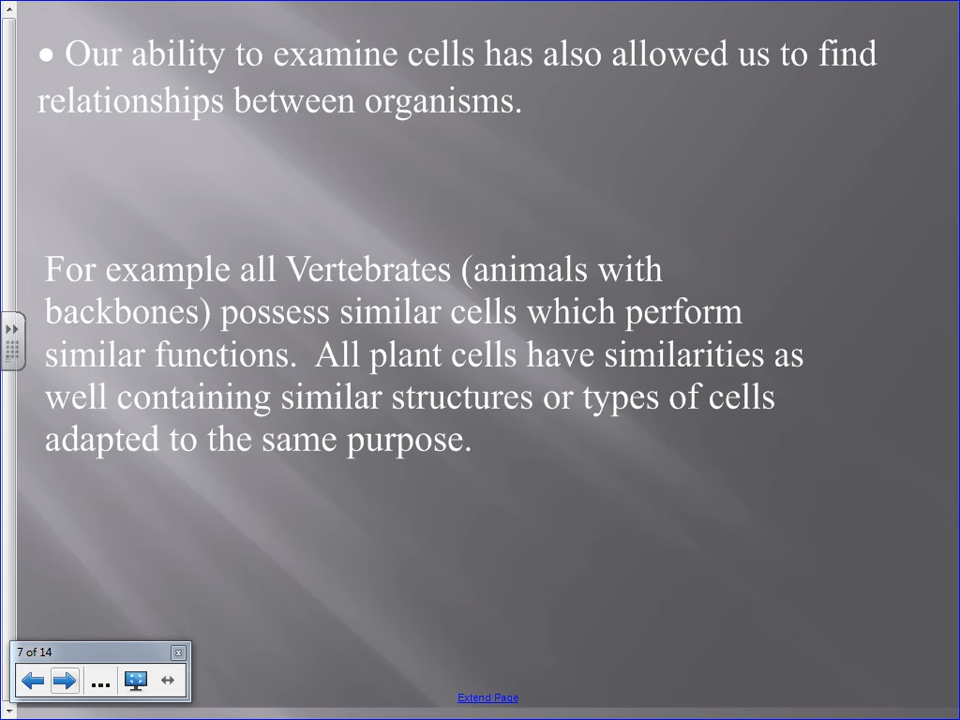 • Our ability to examine cells has also allowed us to find
relationships between organisms.
For example all Vertebrates (animals with
backbones) possess similar cells which perform
similar functions.  All plant cells have similarities as
well containing similar structures or types of cells
adapted to the same purpose.
7 of 14
Extend Page